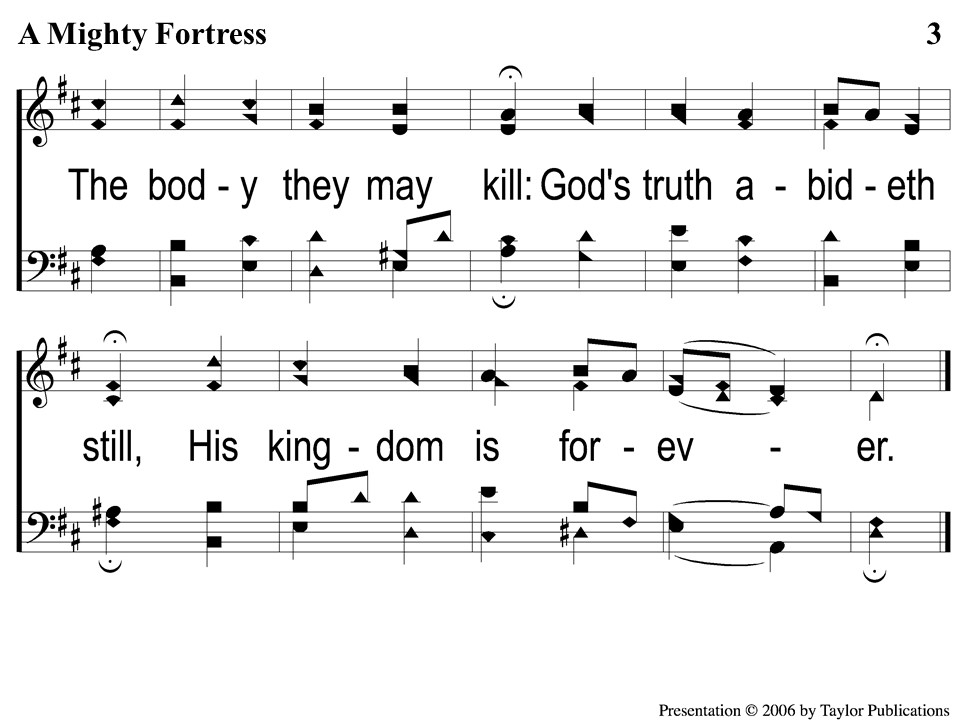 A Mighty Fortress 3
The bod - y they may kill: God's truth a - bid - eth
still, His king - dom is for - ev - er.
Presentation © 2006 by Taylor Publications